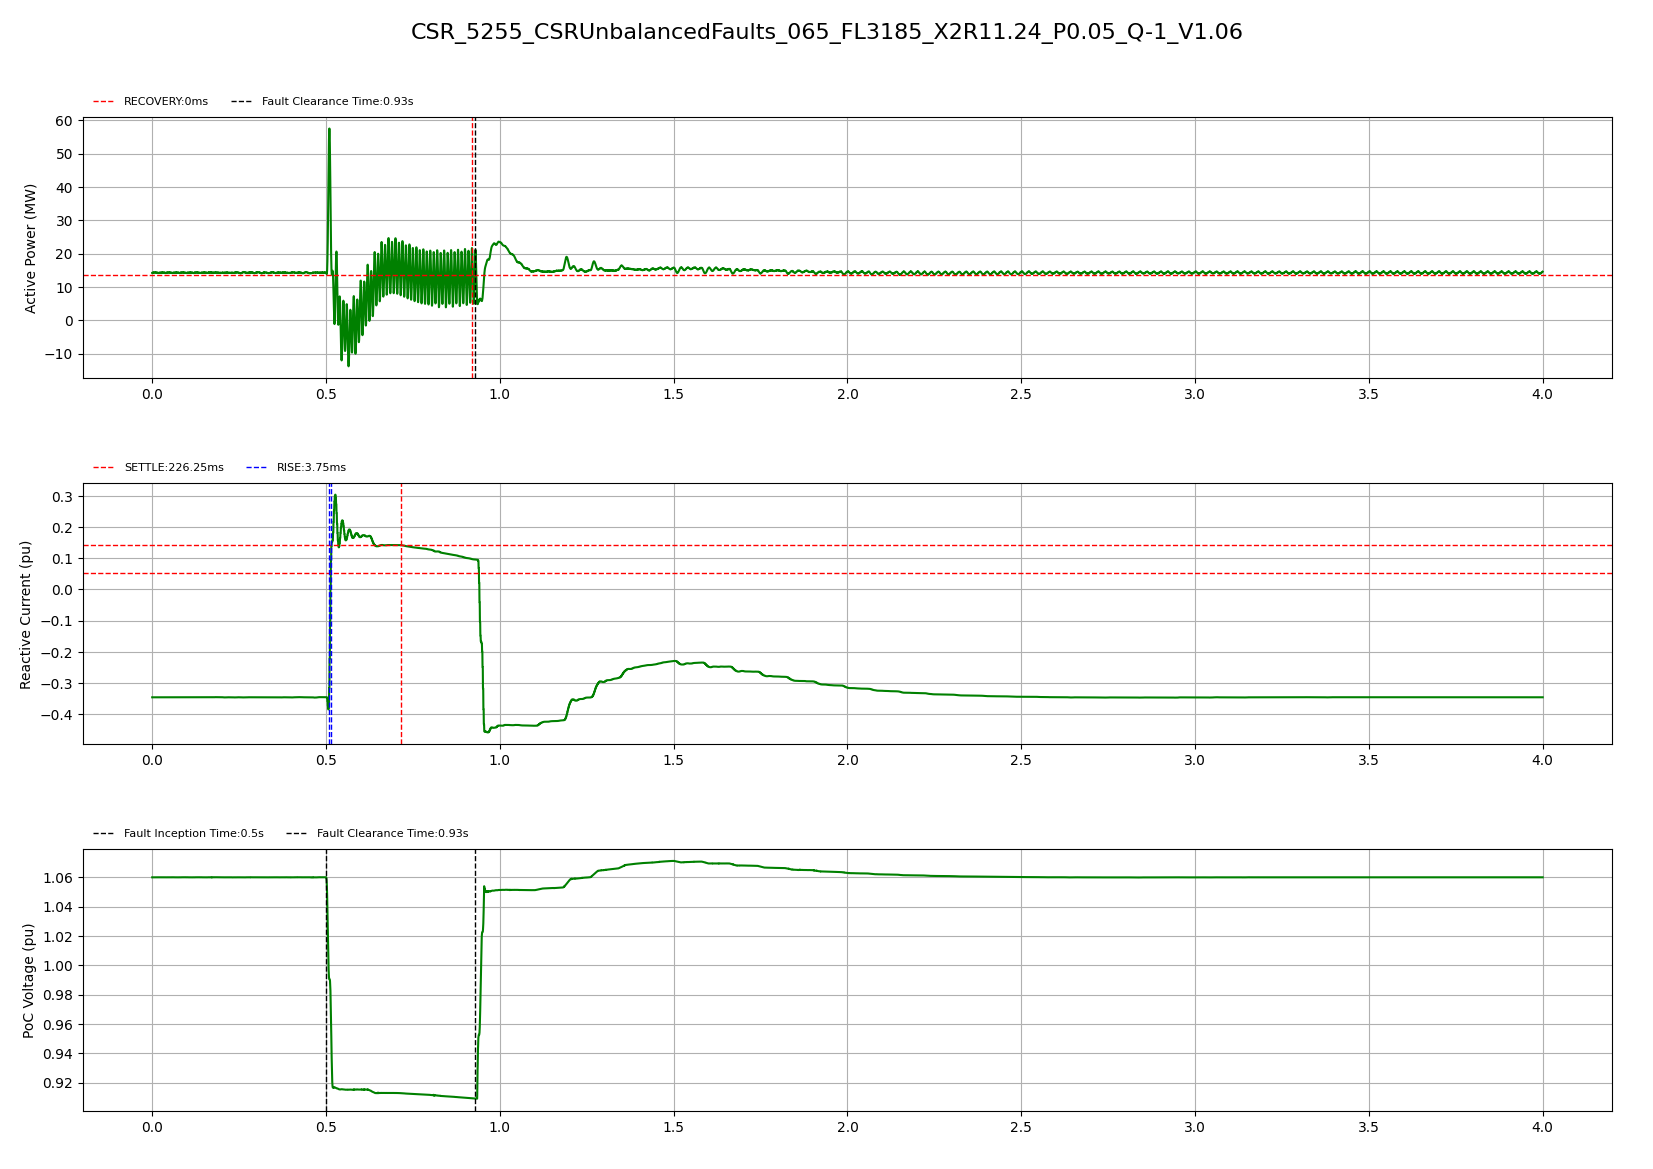 CSR_5255_CSRUnbalancedFaults_065_FL3185_X2R11.24_P0.05_Q-1_V1.06
RECOVERY:0ms Fault Clearance Time:0.93s
Active Power (MW)
60
50
40
30
20
10
0
−10
0.0 0.5 1.0 1.5 2.0 2.5 3.0 3.5 4.0
SETTLE:226.25ms RISE:3.75ms
Reactive Current (pu)
0.3
0.2
0.1
0.0
−0.1
−0.2
−0.3
−0.4
0.0 0.5 1.0 1.5 2.0 2.5 3.0 3.5 4.0
Fault Inception Time:0.5s Fault Clearance Time:0.93s
PoC Voltage (pu)
1.06
1.04
1.02
1.00
0.98
0.96
0.94
0.92
0.0 0.5 1.0 1.5 2.0 2.5 3.0 3.5 4.0